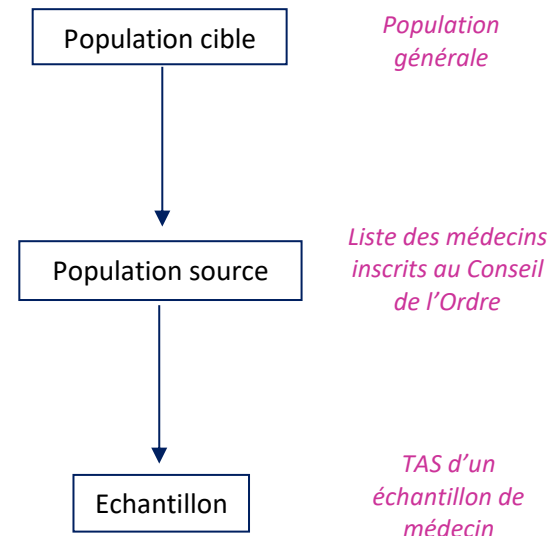 Population cible
Population
générale
Population source
Liste des médecins
inscrits au Conseil
de l’Ordre
Echantillon
TAS d’un
échantillon de
médecin